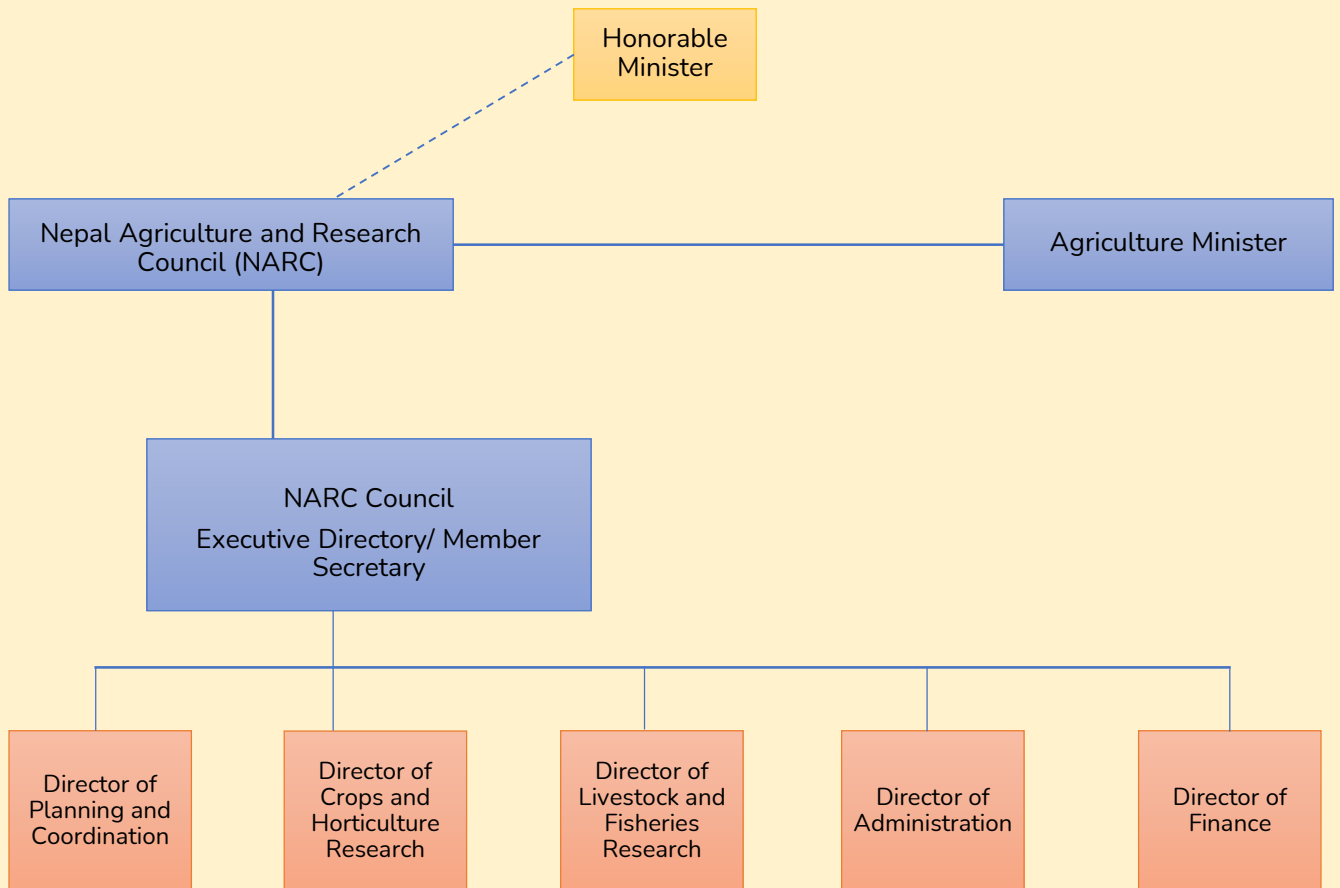 Honorable
Minister
Nepal Agriculture and Research
Council (NARC)
Agriculture Minister
NARC Council
Executive Directory/ Member
Secretary
Director of
Planning and
Coordination
Director of
Crops and
Horticulture
Research
Director of
Livestock and
Fisheries
Research
Director of
Administration
Director of
Finance